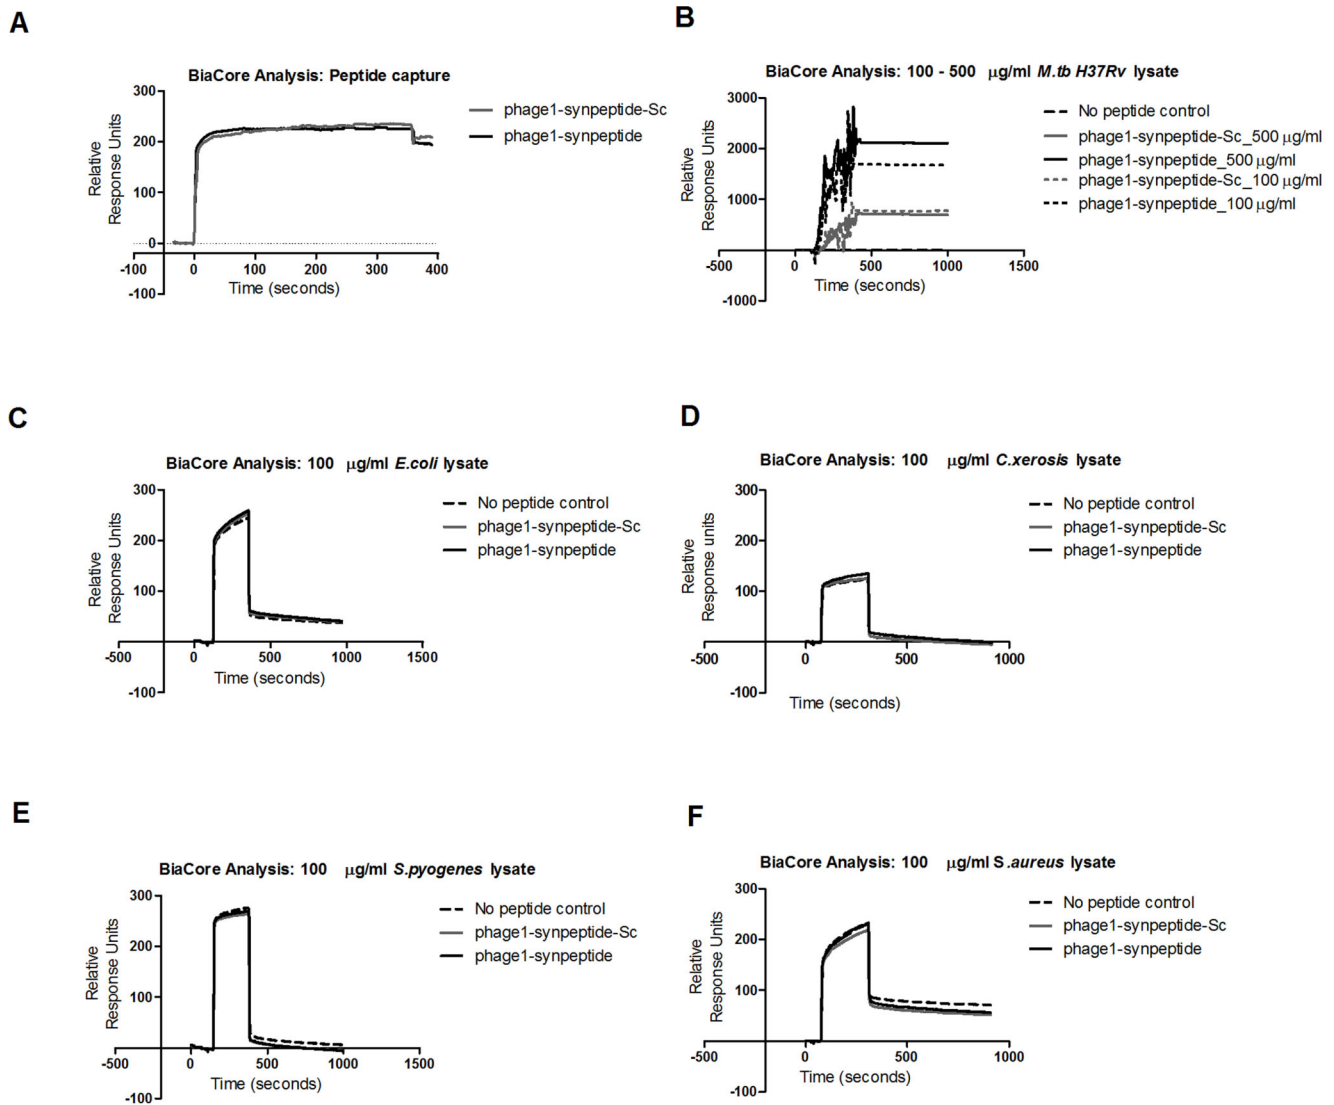 A
BiaCore Analysis: Peptide capture
Relative
Response Units
300
200
100
0
-100
-100
0
100
200
300
400
Time (seconds)
phage1-synpeptide-Sc
phage1-synpeptide
B
BiaCore Analysis: 100 - 500 μg/ml M.tb H37Rv lysate
Relative
Response Units
3000
2000
1000
-1000
-500
0
500
1000
1500
Time (seconds)
No peptide control
phage1-synpeptide-Sc_500 μg/ml
phage1-synpeptide_500 μg/ml
phage1-synpeptide-Sc_100 μg/ml
phage1-synpeptide_100 μg/ml
C
BiaCore Analysis: 100 μg/ml E.coli lysate
Relative
Response Units
300
200
100
-100
-500
0
500
1000
1500
Time (seconds)
No peptide control
phage1-synpeptide-Sc
phage1-synpeptide
D
BiaCore Analysis: 100 μg/ml C.xerosis lysate
Relative
Response units
300
200
100
-100
-500
0
500
1000
Time (seconds)
No peptide control
phage1-synpeptide-Sc
phage1-synpeptide
E
BiaCore Analysis: 100 μg/ml S.pyogenes lysate
Relative
Response Units
300
200
100
-100
-500
0
500
1000
1500
Time (seconds)
No peptide control
phage1-synpeptide-Sc
phage1-synpeptide
F
BiaCore Analysis: 100 μg/ml S.aureus lysate
Relative
Response Units
300
200
100
-100
-500
0
500
1000
Time (seconds)
No peptide control
phage1-synpeptide-Sc
phage1-synpeptide